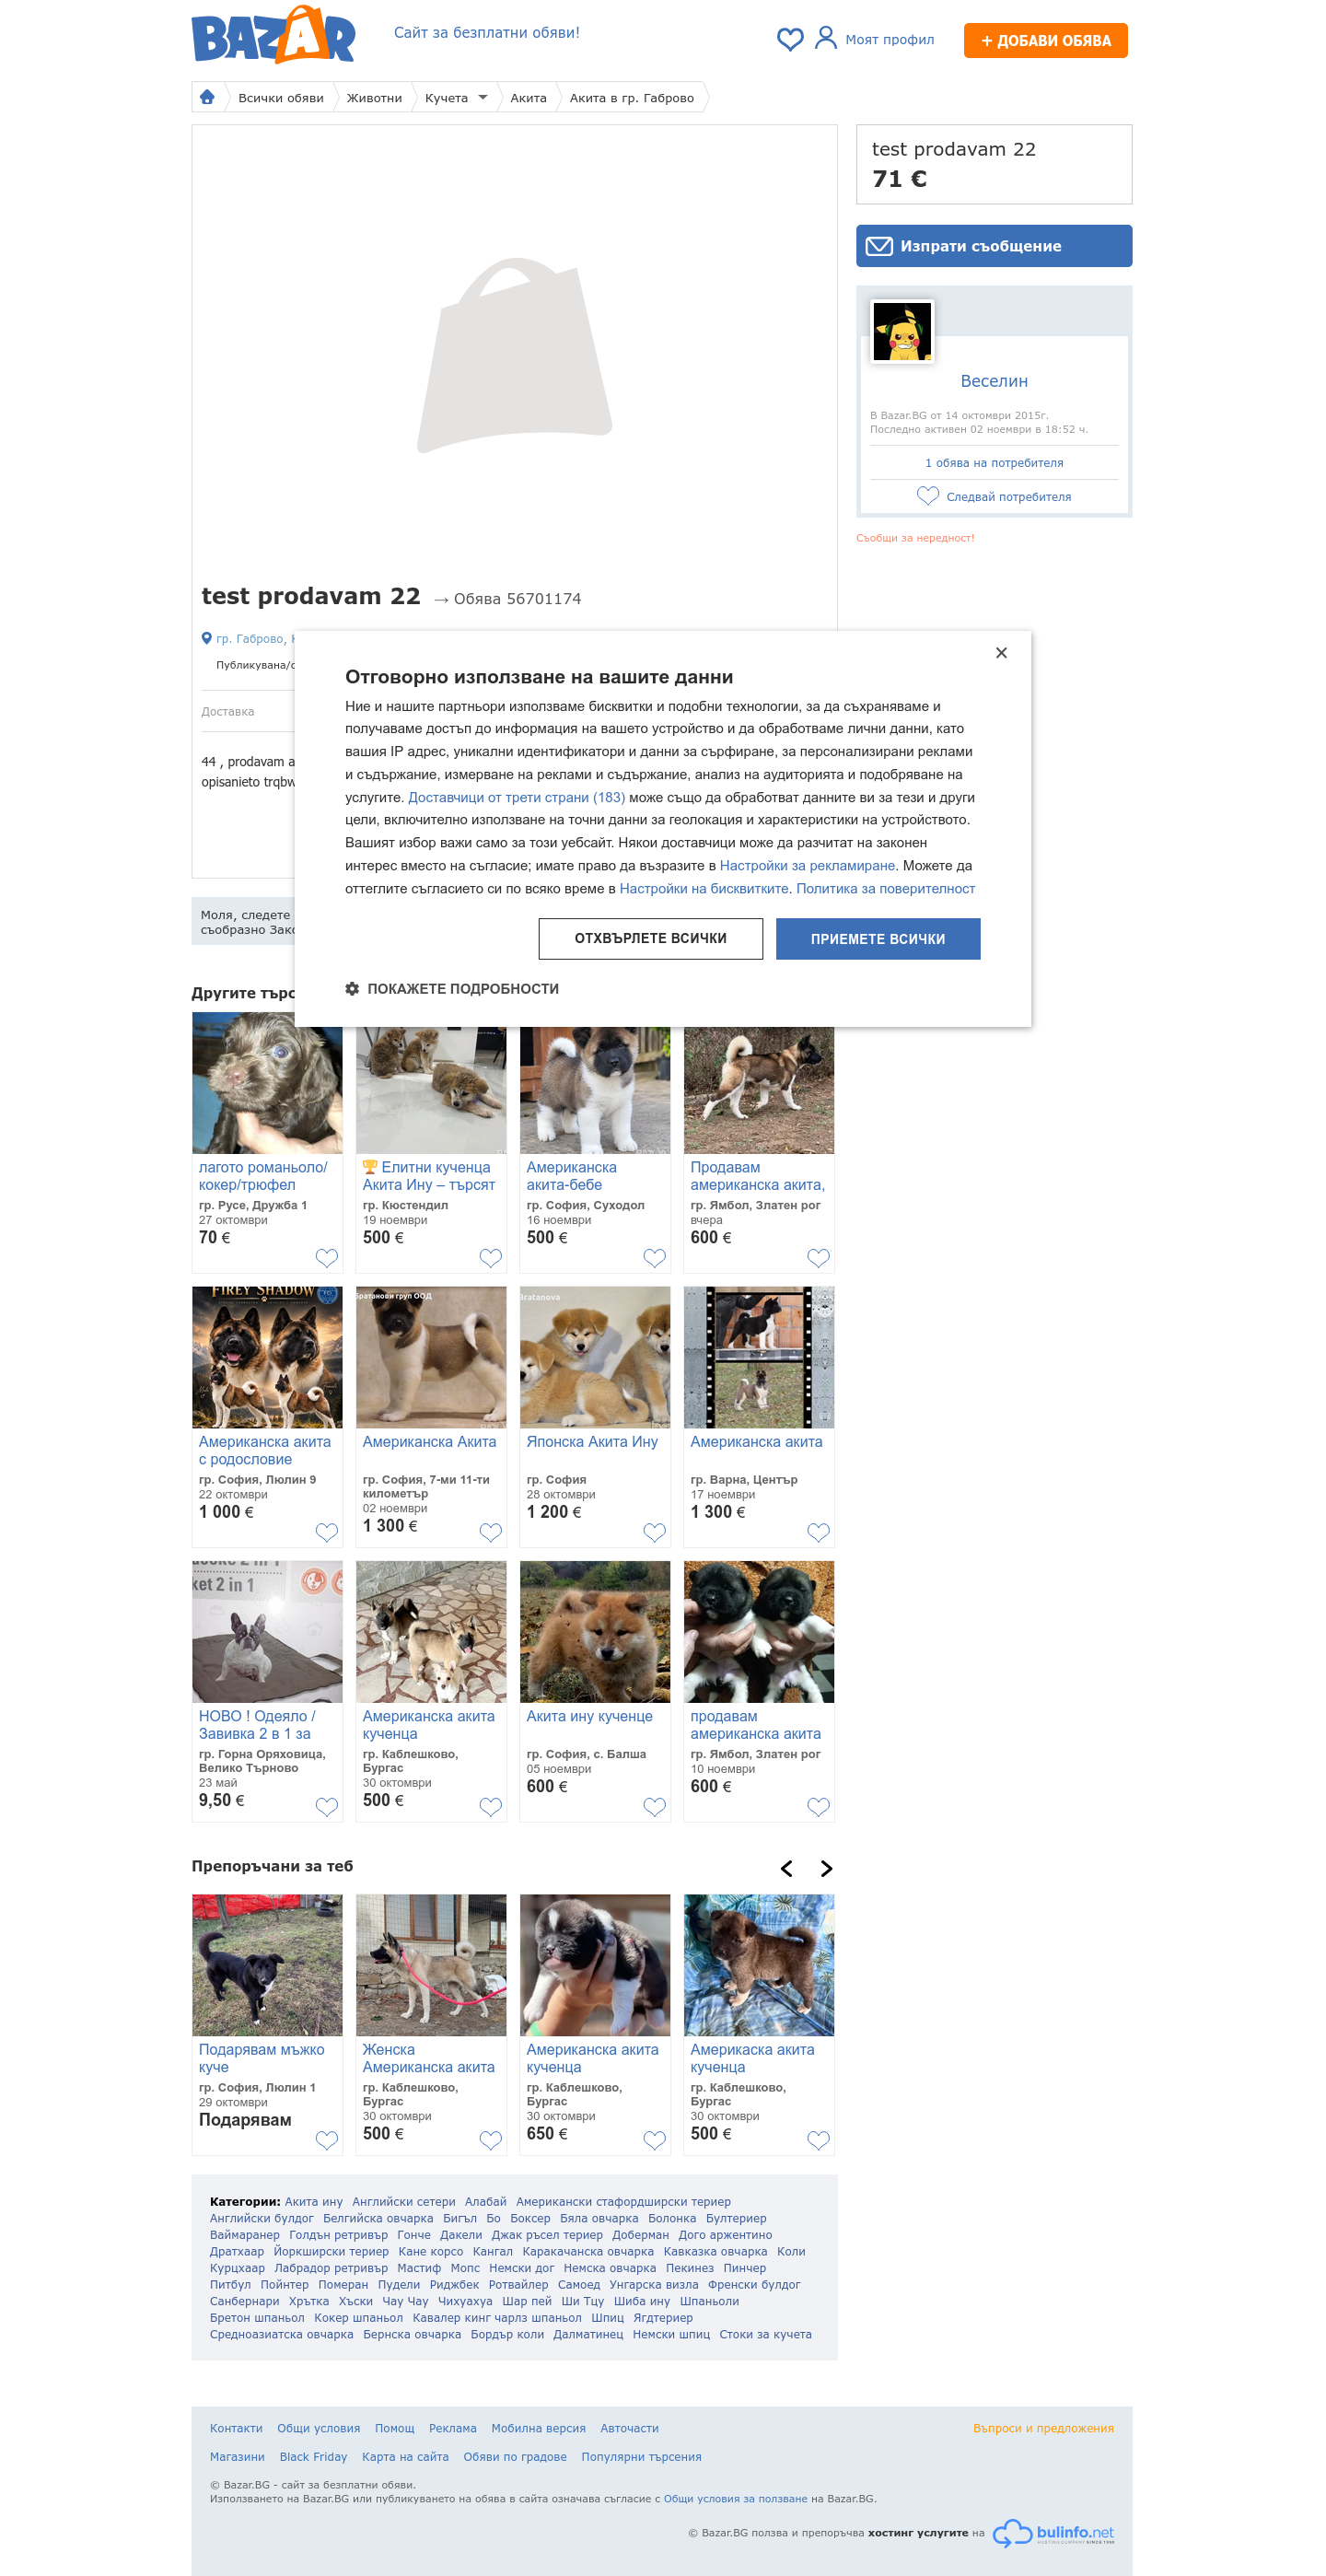 BAZAR
Сайт за безплатни обяви!
Моят профил
+ ДОБАВИ ОБЯВА
Всички обяви
Животни
Кучета
Акита
Акита в гр. Габрово
test prodavam 22
71 €
Изпрати съобщение
Веселин
В Bazar.BG от 14 октомври 2015г.
Последно активен 02 ноември в 18:52 ч.
1 обява на потребителя
Следвай потребителя
Съобщи за нередност!
test prodavam 22 → Обява 56701174
гр. Габрово,
Публикувана/
Доставка
44 , prodavam
opisanieto
Моля, следете
съобразно
×
Отговорно използване на вашите данни
Ние и нашите партньори използваме бисквитки и подобни технологии, за да съхраняваме и
получаваме достъп до информация на вашето устройство и да обработваме лични данни, като
вашия IP адрес, уникални идентификатори и данни за сърфиране, за персонализирани реклами
и съдържание, измерване на реклами и съдържание, анализ на аудиторията и подобряване на
услугите. Доставчици от трети страни (183) може също да обработват данните ви за тези и други
цели, включително използване на точни данни за геолокация и характеристики на устройството.
Вашият избор важи само за този уебсайт. Някои доставчици може да разчитат на законен
интерес вместо на съгласие; имате право да възразите в Настройки за рекламиране. Можете да
оттеглите съгласието си по всяко време в Настройки на бисквитките. Политика за поверителност
ОТХВЪРЛЕТЕ ВСИЧКИ
ПРИЕМЕТЕ ВСИЧКИ
ПОКАЖЕТЕ ПОДРОБНОСТИ
Другите
лагото романьоло/
кокер/трюфел
гр. Русе, Дружба 1
27 октомври
70 €
🏆 Елитни кученца
Акита Ину – търсят
гр. Кюстендил
19 ноември
500 €
Американска
акита-бебе
гр. София, Суходол
16 ноември
500 €
Продавам
американска акита,
гр. Ямбол, Златен рог
вчера
600 €
FIREY SHADOW
Американска акита
с родословие
гр. София, Люлин 9
22 октомври
1 000 €
братанови груп ООД
Американска Акита
гр. София, 7-ми 11-ти
километър
02 ноември
1 300 €
Bratanova
Японска Акита Ину
гр. София
28 октомври
1 200 €
Американска акита
гр. Варна, Център
17 ноември
1 300 €
ket 2 in 1
НОВО ! Одеяло /
Завивка 2 в 1 за
гр. Горна Оряховица,
Велико Търново
23 май
9,50 €
Американска акита
кученца
гр. Каблешково,
Бургас
30 октомври
500 €
Акита ину кученце
гр. София, с. Балша
05 ноември
600 €
продавам
американска акита
гр. Ямбол, Златен рог
10 ноември
600 €
Препоръчани за теб
Подарявам мъжко
куче
гр. София, Люлин 1
29 октомври
Подарявам
Женска
Американска акита
гр. Каблешково,
Бургас
30 октомври
500 €
Американска акита
кученца
гр. Каблешково,
Бургас
30 октомври
650 €
Америкаска акита
кученца
гр. Каблешково,
Бургас
30 октомври
500 €
Категории: Акита ину Английски сетери Алабай Американски стафордширски териер
Английски булдог Белгийска овчарка Бигъл Бо Боксер Бяла овчарка Болонка Бултериер
Ваймаранер Голдън ретривър Гонче Дакели Джак ръсел териер Доберман Дого аржентино
Дратхаар Йоркширски териер Кане корсо Кангал Каракачанска овчарка Кавказка овчарка Коли
Курцхаар Лабрадор ретривър Мастиф Мопс Немски дог Немска овчарка Пекинез Пинчер
Питбул Пойнтер Померан Пудели Риджбек Ротвайлер Самоед Унгарска визла Френски булдог
Санбернари Хрътка Хъски Чау Чау Чихуахуа Шар пей Ши Тцу Шиба ину Шпаньоли
Бретон шпаньол Кокер шпаньол Кавалер кинг чарлз шпаньол Шпиц Ягдтериер
Средноазиатска овчарка Бернска овчарка Бордър коли Далматинец Немски шпиц Стоки за кучета
Контакти Общи условия Помощ Реклама Мобилна версия Авточасти Въпроси и предложения
Магазини Black Friday Карта на сайта Обяви по градове Популярни търсения
© Bazar.BG - сайт за безплатни обяви.
Използването на Bazar.BG или публикуването на обява в сайта означава съгласие с Общи условия за ползване на Bazar.BG.
© Bazar.BG ползва и препоръчва хостинг услугите на bulinfo.net